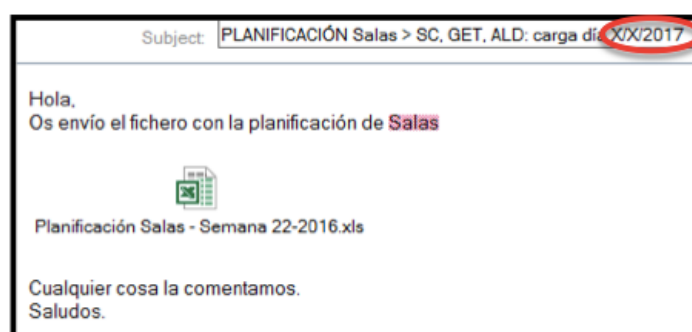 Subject: PLANIFICACIÓN Salas > SC, GET, ALD: carga día X/X/2017
Hola,
Os envío el fichero con la planificación de Salas
Planificación Salas - Semana 22-2016.xls
Cualquier cosa la comentamos.
Saludos.